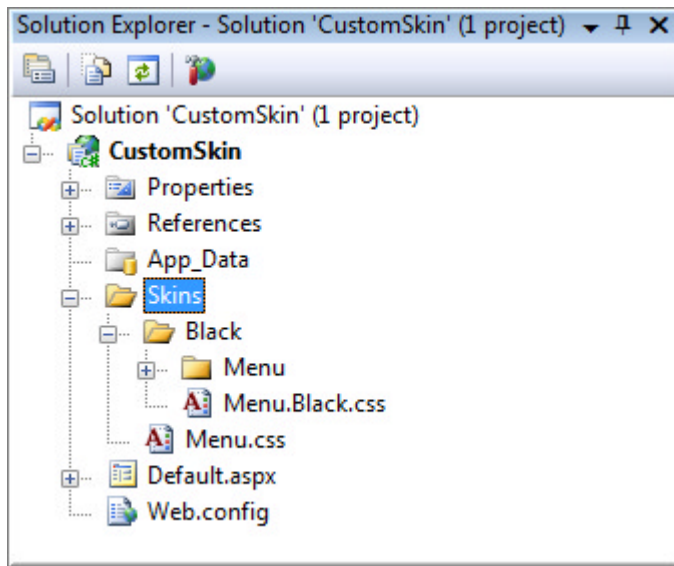 Solution Explorer - Solution 'CustomSkin' (1 project)
Solution 'CustomSkin' (1 project)
CustomSkin
Properties
References
App_Data
Skins
Black
Menu
Menu.Black.css
Menu.css
Default.aspx
Web.config